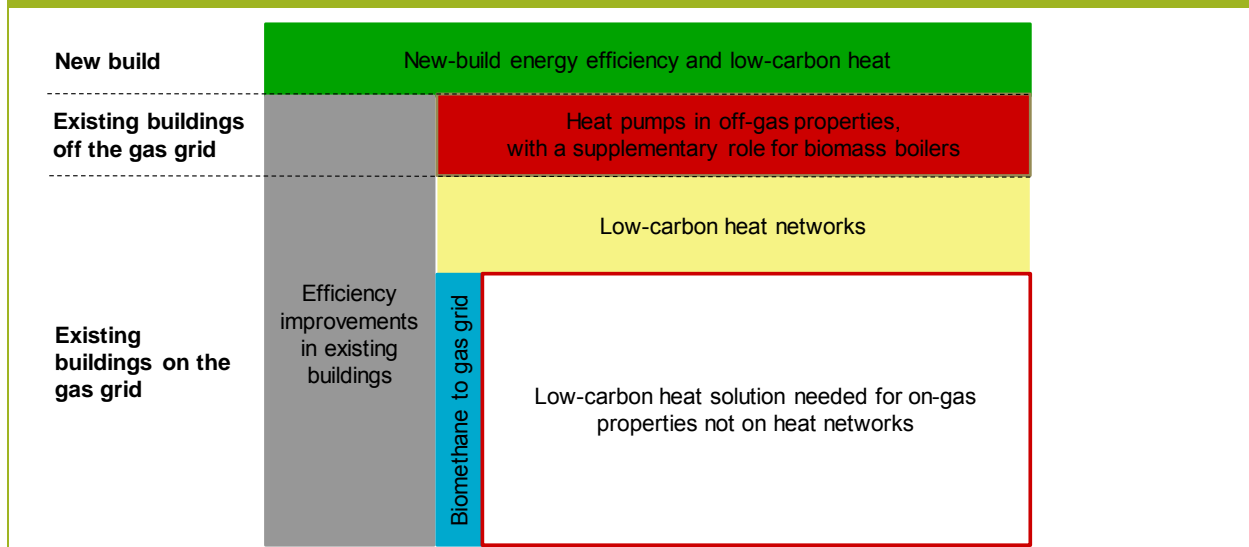 New build
New-build energy efficiency and low-carbon heat
Existing buildings
off the gas grid
Heat pumps in off-gas properties,
with a supplementary role for biomass boilers
Low-carbon heat networks
Existing
buildings on the
gas grid
Efficiency
improvements
in existing
buildings
Biomethane to gas grid
Low-carbon heat solution needed for on-gas
properties not on heat networks